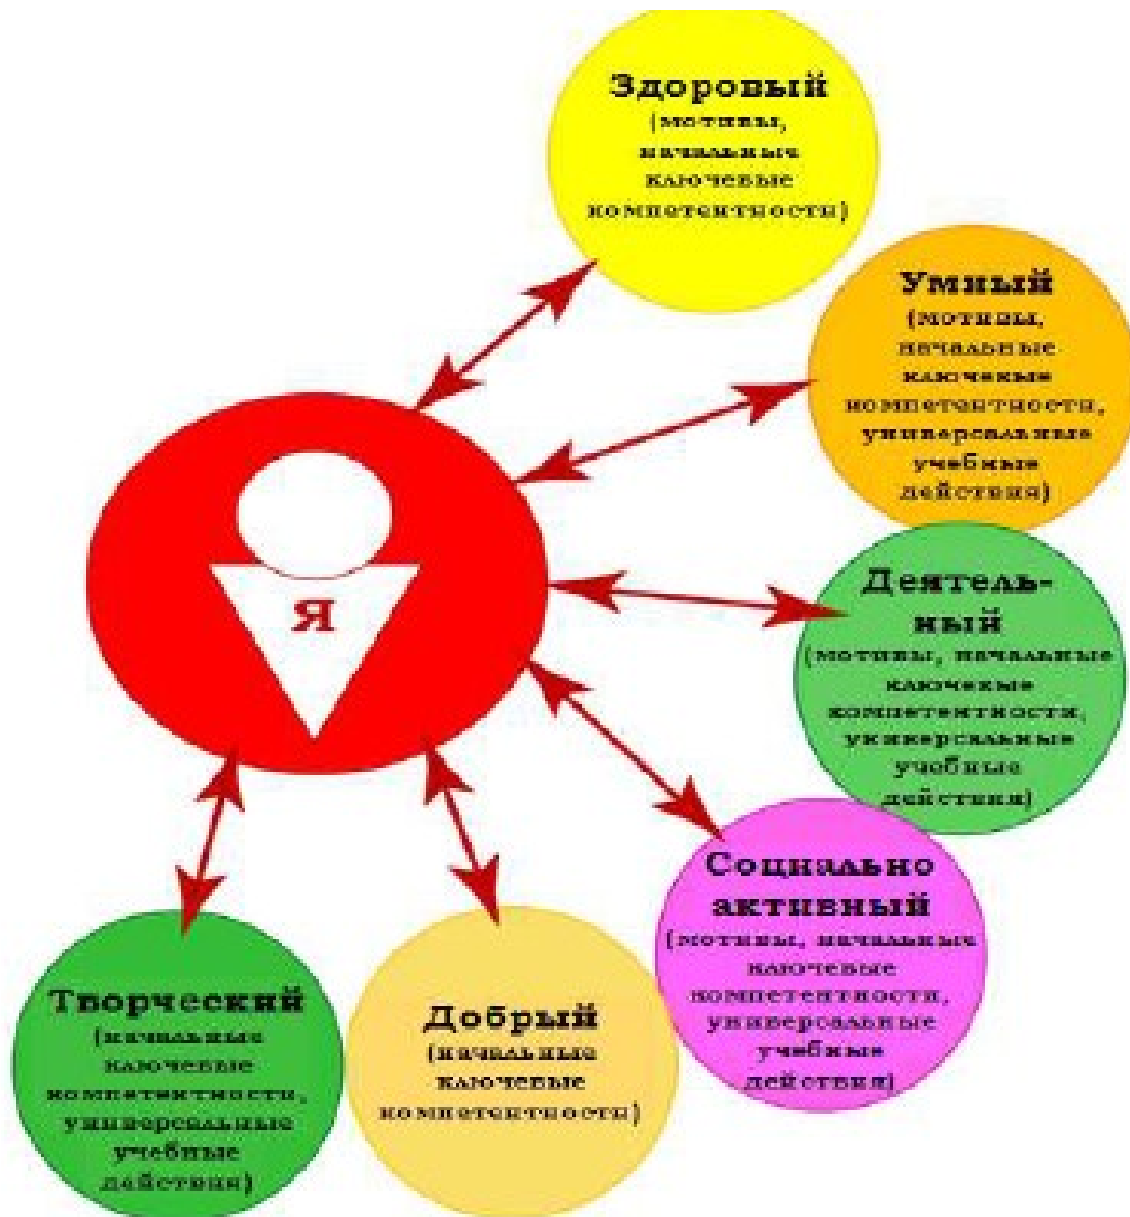 Здоровый
(мотивы,
начальные
ключевые
компетентности)
Умный
(мотивы,
начальные
ключевые
компетентности,
универсальные
учебные
действия)
Я
Деятель-
ный
(мотивы, начальные
ключевые
компетентности,
универсальные
учебные
действия)
Социально
активный
(мотивы, начальные
ключевые
компетентности,
универсальные
учебные
действия)
Добрый
(начальные
ключевые
компетентности)
Творческий
(начальные
ключевые
компетентности,
универсальные
учебные
действия)